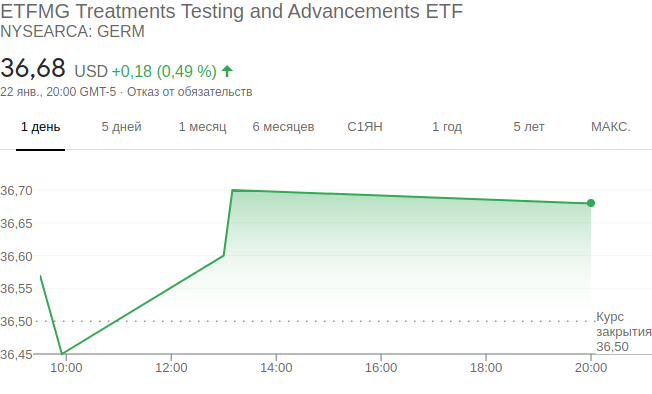 ETFMG Treatments Testing and Advancements ETF
NYSEARCA: GERM
36,68 USD +0,18 (0,49 %)
22 янв., 20:00 GMT-5 · Отказ от обязательств
1 день 5 дней 1 месяц 6 месяцев С1ЯН 1 год 5 лет МАКС.
36,70
36,65
36,60
36,55
36,50
Курс
закрытия
36,50
36,45
10:00 12:00 14:00 16:00 18:00 20:00